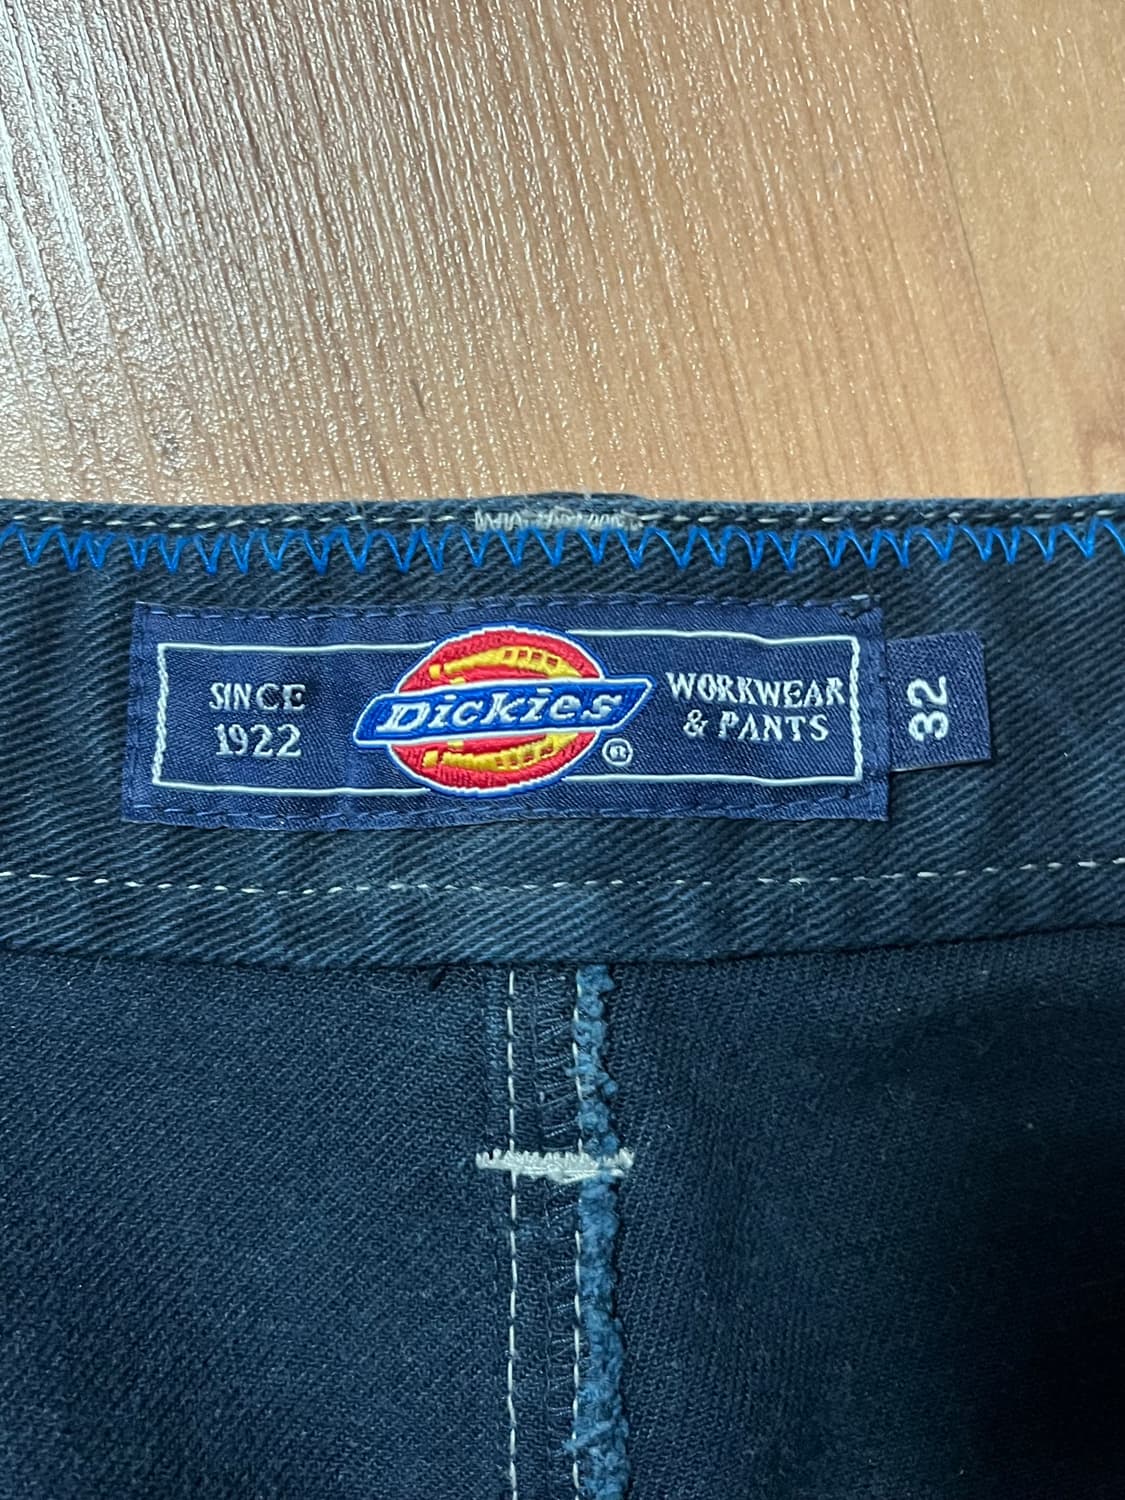 SINCE
1922
Dickies
®
WORKWEAR
& PANTS
32